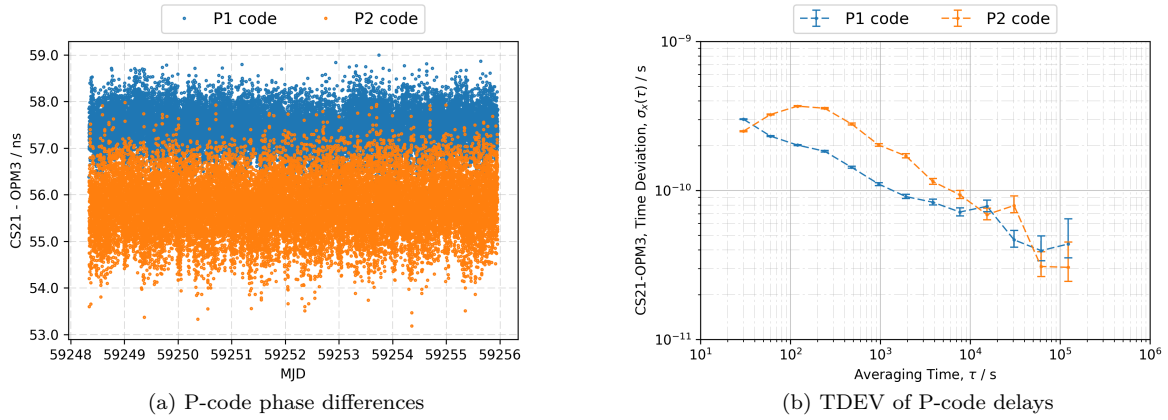 P1 code P2 code
59.0
58.0
57.0
56.0
55.0
54.0
53.0
CS21 - OPM3 / ns
59248 59249 59250 59251 59252 59253 59254 59255 59256
MJD
(a) P-code phase differences
P1 code P2 code
10⁻⁹
10⁻¹⁰
10⁻¹¹
CS21-OPM3, Time Deviation, σₓ(τ) / s
10¹ 10² 10³ 10⁴ 10⁵ 10⁶
Averaging Time, τ / s
(b) TDEV of P-code delays